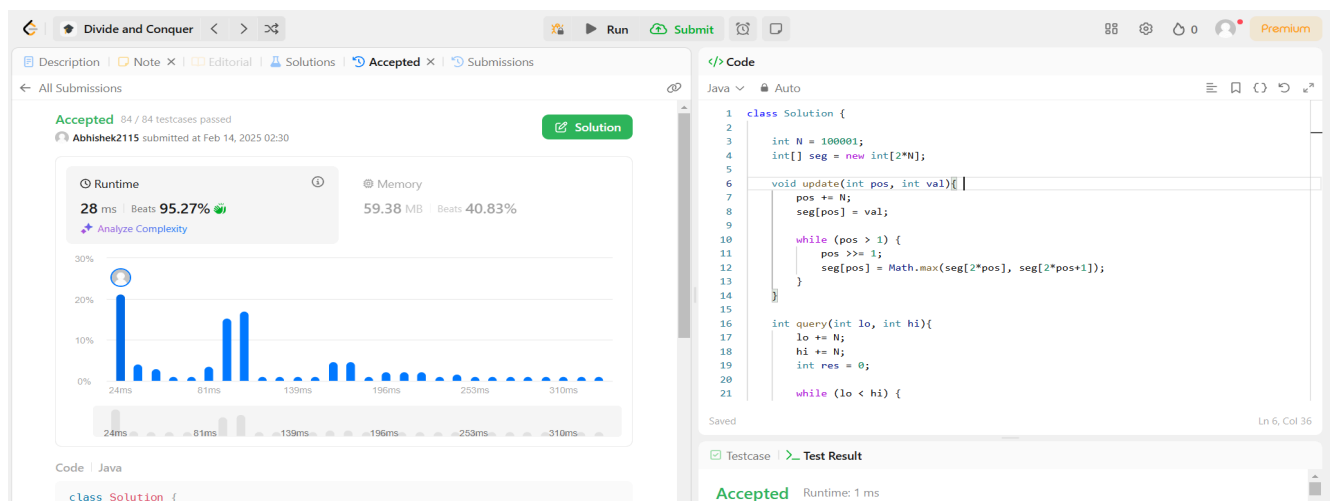 Divide and Conquer
Run
Submit
0
Premium
Description
Note
Editorial
Solutions
Accepted
Submissions
All Submissions
Accepted 84 / 84 testcases passed
Abhishek2115 submitted at Feb 14, 2025 02:30
Solution
Runtime
28 ms Beats 95.27%
Analyze Complexity
Memory
59.38 MB Beats 40.83%
30%
20%
10%
0%
24ms 81ms 139ms 196ms 253ms 310ms
24ms 81ms 139ms 196ms 253ms 310ms
Code Java
class Solution {
</> Code
Java Auto
1 class Solution {
2
3 int N = 100001;
4 int[] seg = new int[2*N];
5
6 void update(int pos, int val){
7 pos += N;
8 seg[pos] = val;
9
10 while (pos > 1) {
11 pos >>= 1;
12 seg[pos] = Math.max(seg[2*pos], seg[2*pos+1]);
13 }
14 }
15
16 int query(int lo, int hi){
17 lo += N;
18 hi += N;
19 int res = 0;
20
21 while (lo < hi) {
Saved
Ln 6, Col 36
Testcase
Test Result
Accepted Runtime: 1 ms